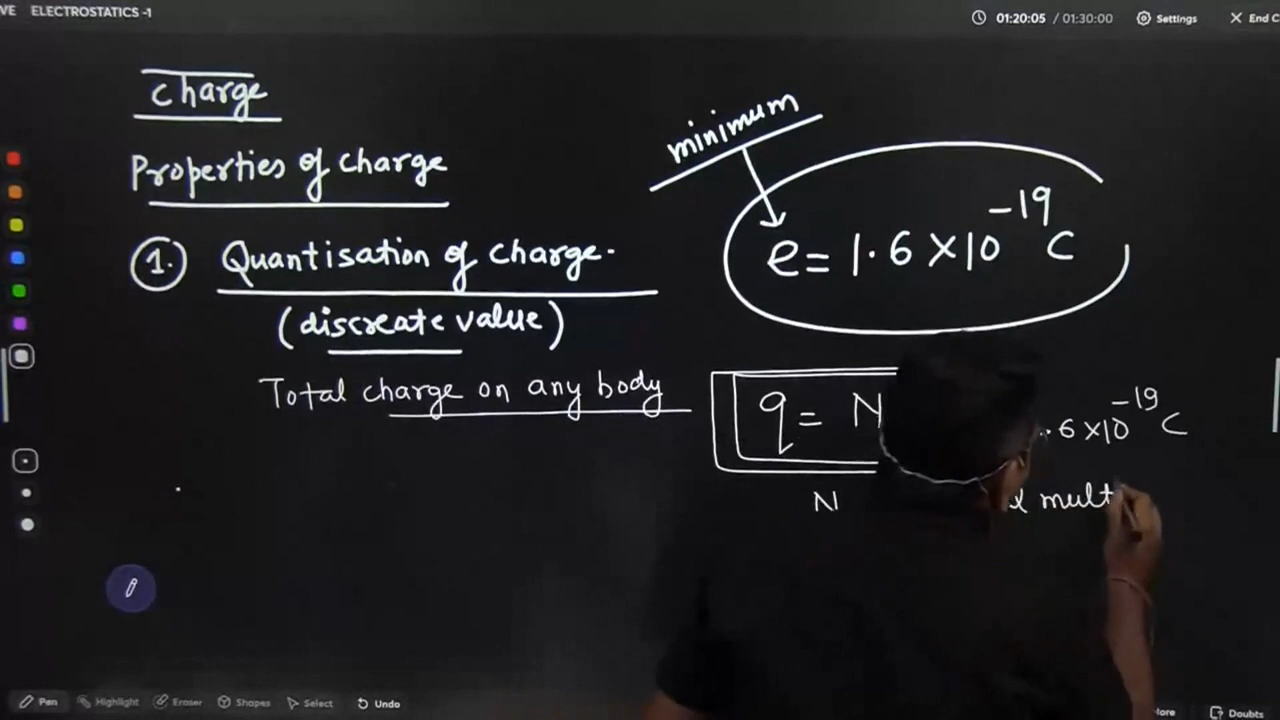 VE ELECTROSTATICS -1
01:20:05 / 01:30:00 Settings End C
Charge
Properties of charge
1. Quantisation of charge.
(discreate value)
Total charge on any body
minimum
e = 1.6 × 10⁻¹⁹ C
q = N
.6 × 10⁻¹⁹ C
N
mult
Pen Highlight Eraser Shapes Select Undo
Doubts